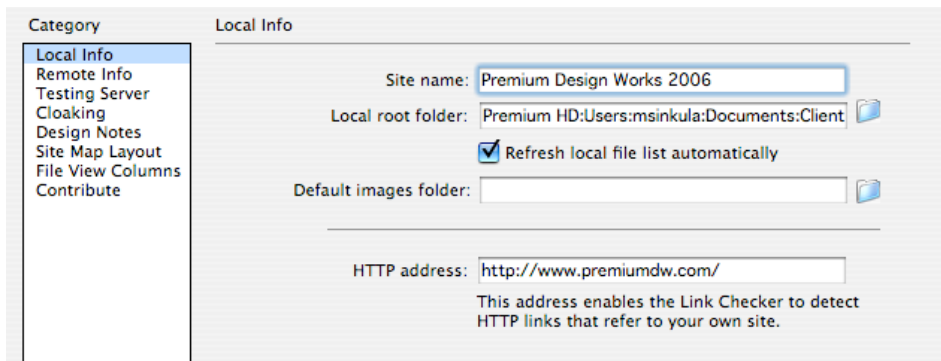 Category
Local Info
Remote Info
Testing Server
Cloaking
Design Notes
Site Map Layout
File View Columns
Contribute
Local Info
Site name: Premium Design Works 2006
Local root folder: Premium HD:Users:msinkula:Documents:Client
Refresh local file list automatically
Default images folder:
HTTP address: http://www.premiumdw.com/
This address enables the Link Checker to detect
HTTP links that refer to your own site.